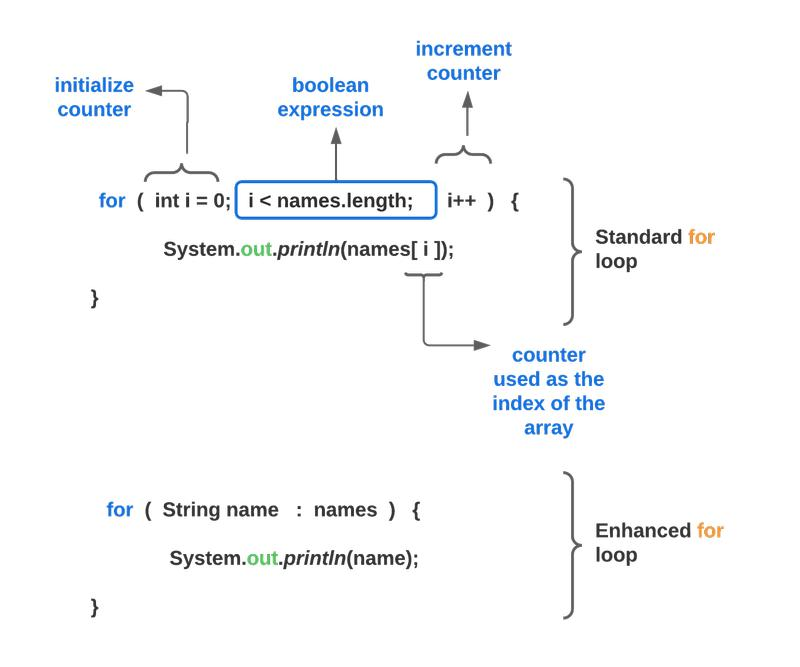 increment
counter
initialize
counter
boolean
expression
for ( int i = 0; i < names.length; i++ ) {
System.out.println(names[ i ]);
}
Standard for
loop
counter
used as the
index of the
array
for ( String name : names ) {
System.out.println(name);
}
Enhanced for
loop